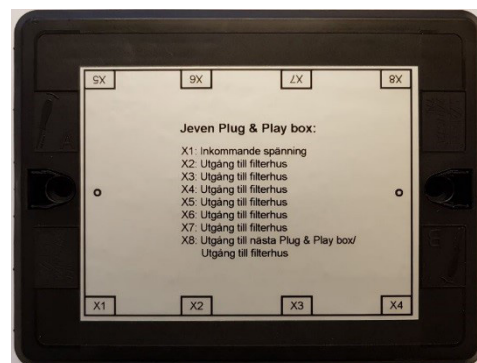 X5 X6 X7 X8
Jeven Plug & Play box:
X1: Inkommande spänning
X2: Utgång till filterhus
X3: Utgång till filterhus
X4: Utgång till filterhus
X5: Utgång till filterhus
X6: Utgång till filterhus
X7: Utgång till filterhus
X8: Utgång till nästa Plug & Play box/
Utgång till filterhus
X1 X2 X3 X4